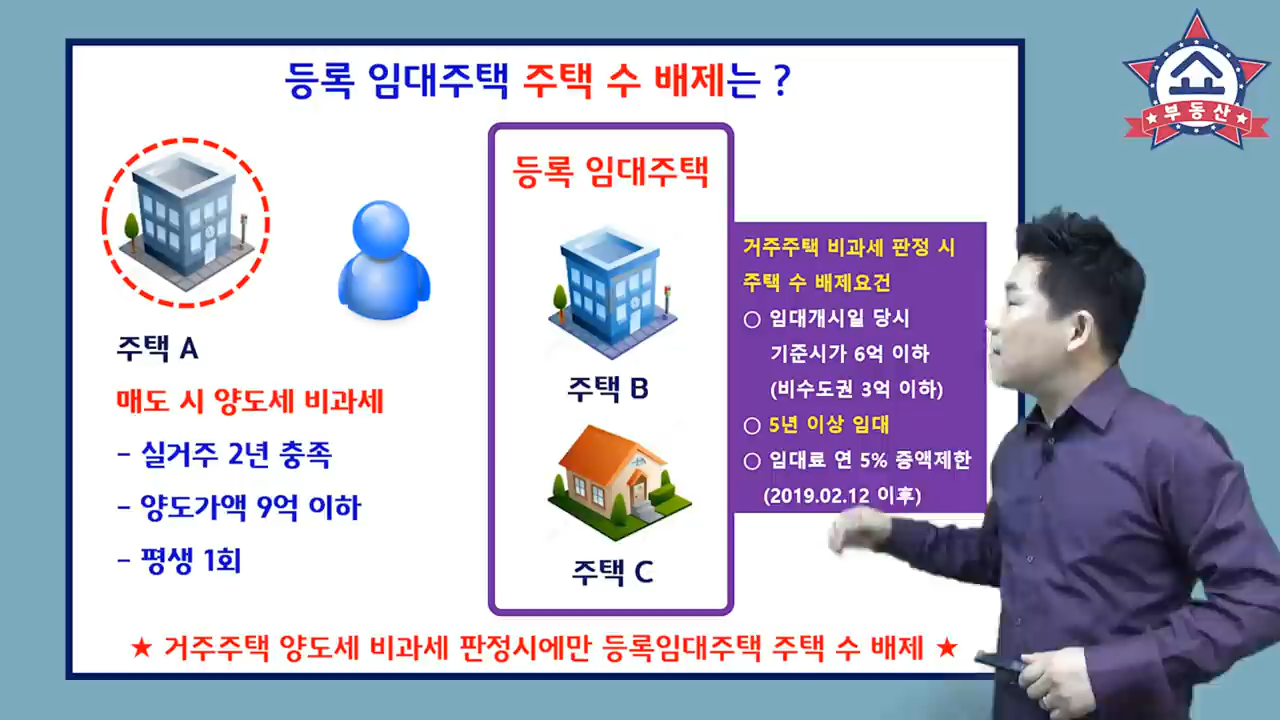 등록 임대주택 주택 수 배제는 ?
부동산
등록 임대주택
주택 A
매도 시 양도세 비과세
- 실거주 2년 충족
- 양도가액 9억 이하
- 평생 1회
주택 B
주택 C
거주주택 비과세 판정 시
주택 수 배제요건
○ 임대개시일 당시
기준시가 6억 이하
(비수도권 3억 이하)
○ 5년 이상 임대
○ 임대료 연 5% 증액제한
(2019.02.12 이후)
★ 거주주택 양도세 비과세 판정시에만 등록임대주택 주택 수 배제 ★